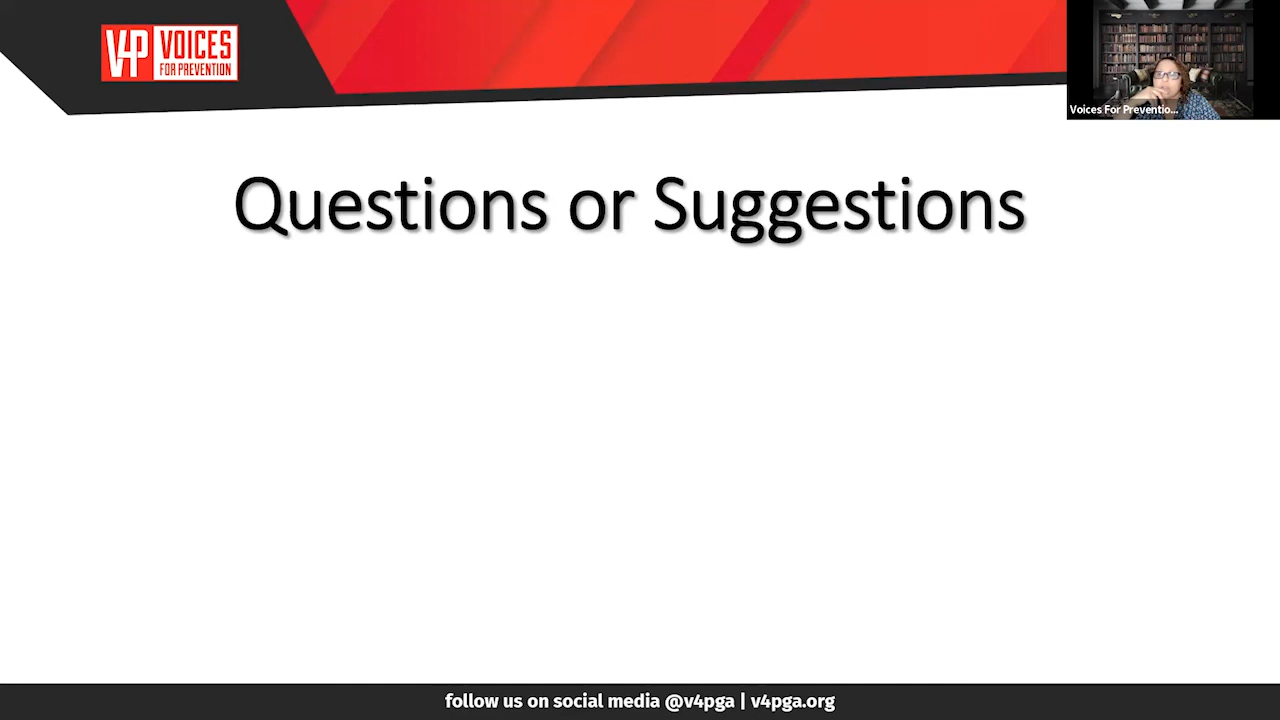 V4P VOICES
FOR PREVENTION
Voices For Preventio...
Questions or Suggestions
follow us on social media @v4pga | v4pga.org